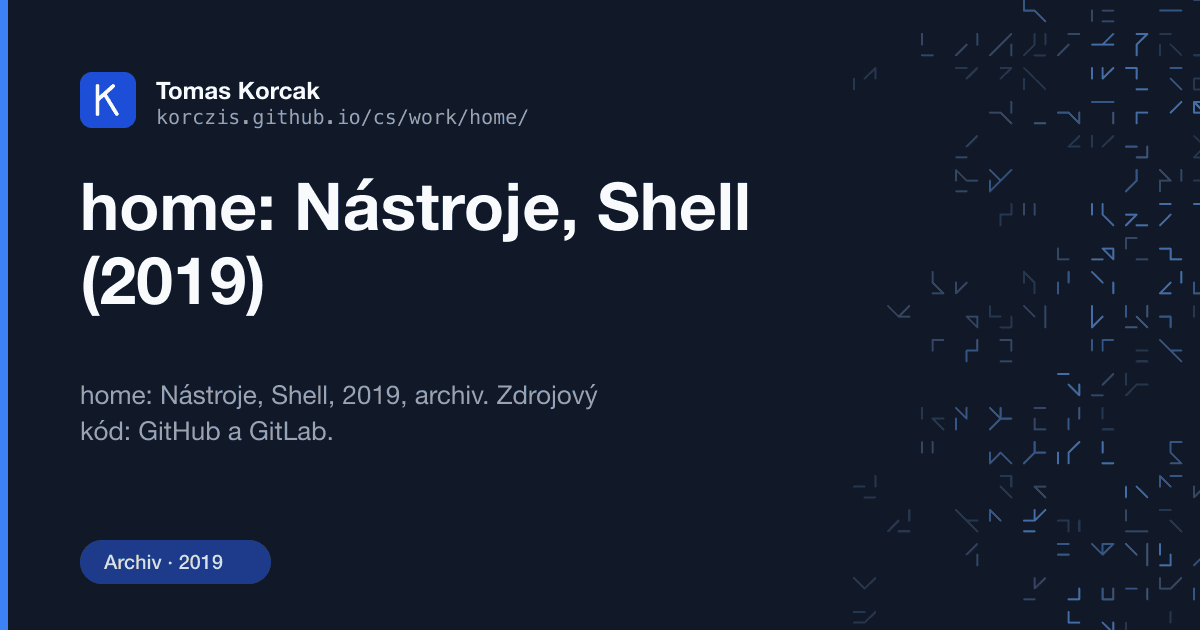 K
Tomas Korcak
korczis.github.io/cs/work/home/
home: Nástroje, Shell
(2019)
home: Nástroje, Shell, 2019, archiv. Zdrojový
kód: GitHub a GitLab.
Archiv · 2019